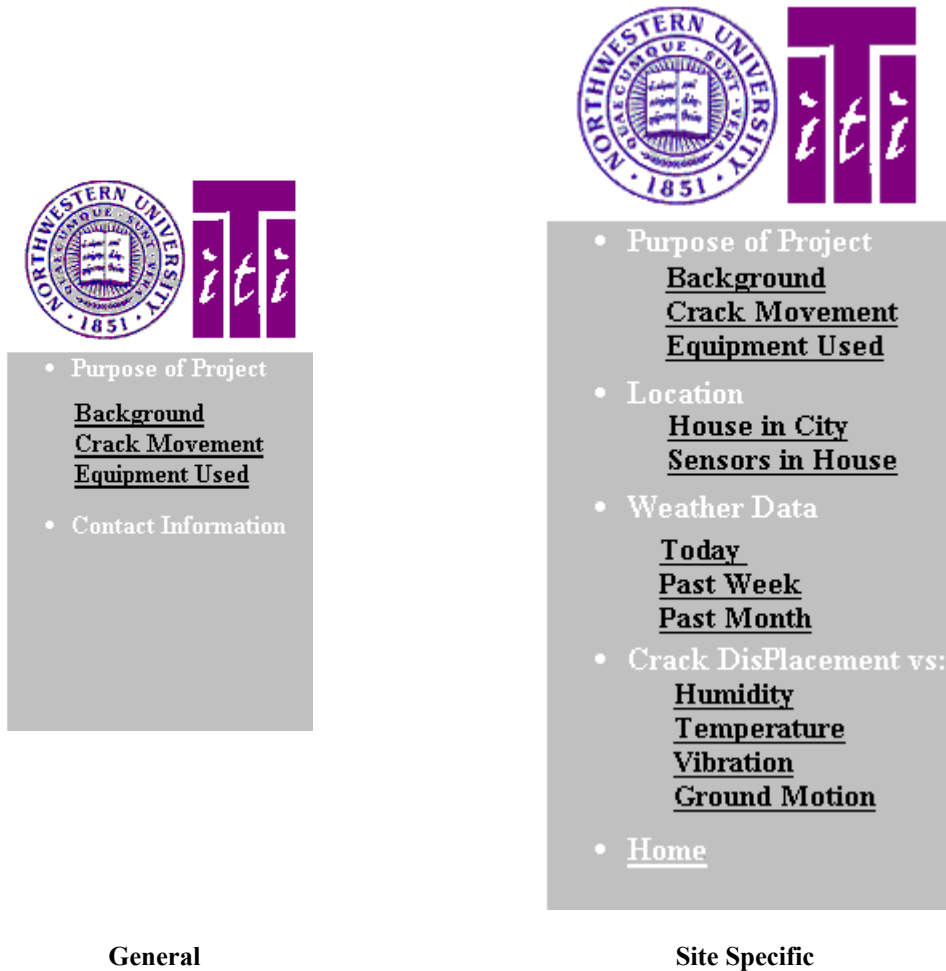 NORTHWESTERN UNIVERSITY
QUAECUMQUE · SUNT · VERA
· 1851 ·
iti
• Purpose of Project
Background
Crack Movement
Equipment Used
• Contact Information
General
NORTHWESTERN UNIVERSITY
QUAECUMQUE · SUNT · VERA
· 1851 ·
iti
• Purpose of Project
Background
Crack Movement
Equipment Used
• Location
House in City
Sensors in House
• Weather Data
Today
Past Week
Past Month
• Crack DisPlacement vs:
Humidity
Temperature
Vibration
Ground Motion
• Home
Site Specific